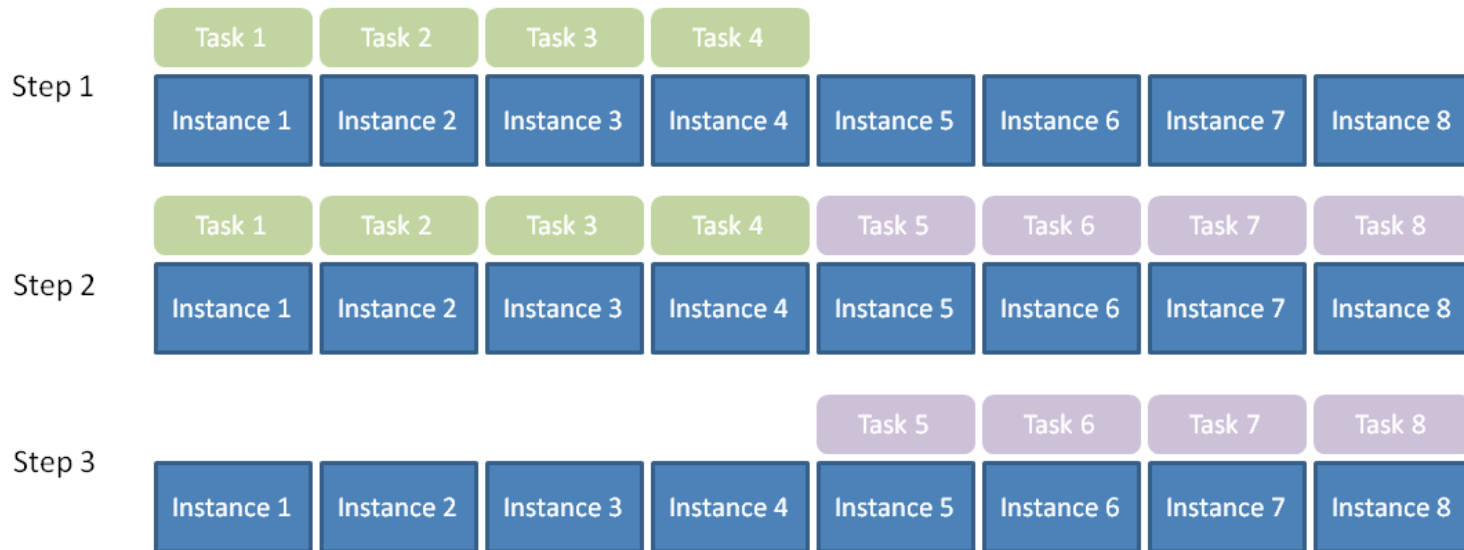 Task 1 Task 2 Task 3 Task 4
Step 1
Instance 1 Instance 2 Instance 3 Instance 4 Instance 5 Instance 6 Instance 7 Instance 8
Task 1 Task 2 Task 3 Task 4 Task 5 Task 6 Task 7 Task 8
Step 2
Instance 1 Instance 2 Instance 3 Instance 4 Instance 5 Instance 6 Instance 7 Instance 8
Task 5 Task 6 Task 7 Task 8
Step 3
Instance 1 Instance 2 Instance 3 Instance 4 Instance 5 Instance 6 Instance 7 Instance 8